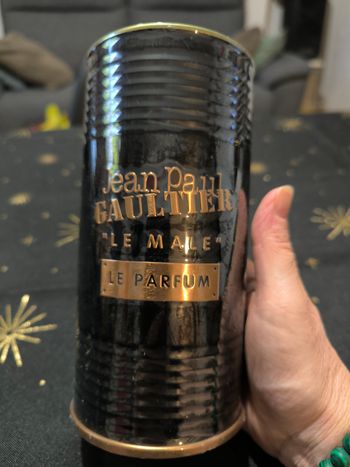 Jean Paul
GAULTIER
"LE MALE"
LE PARFUM